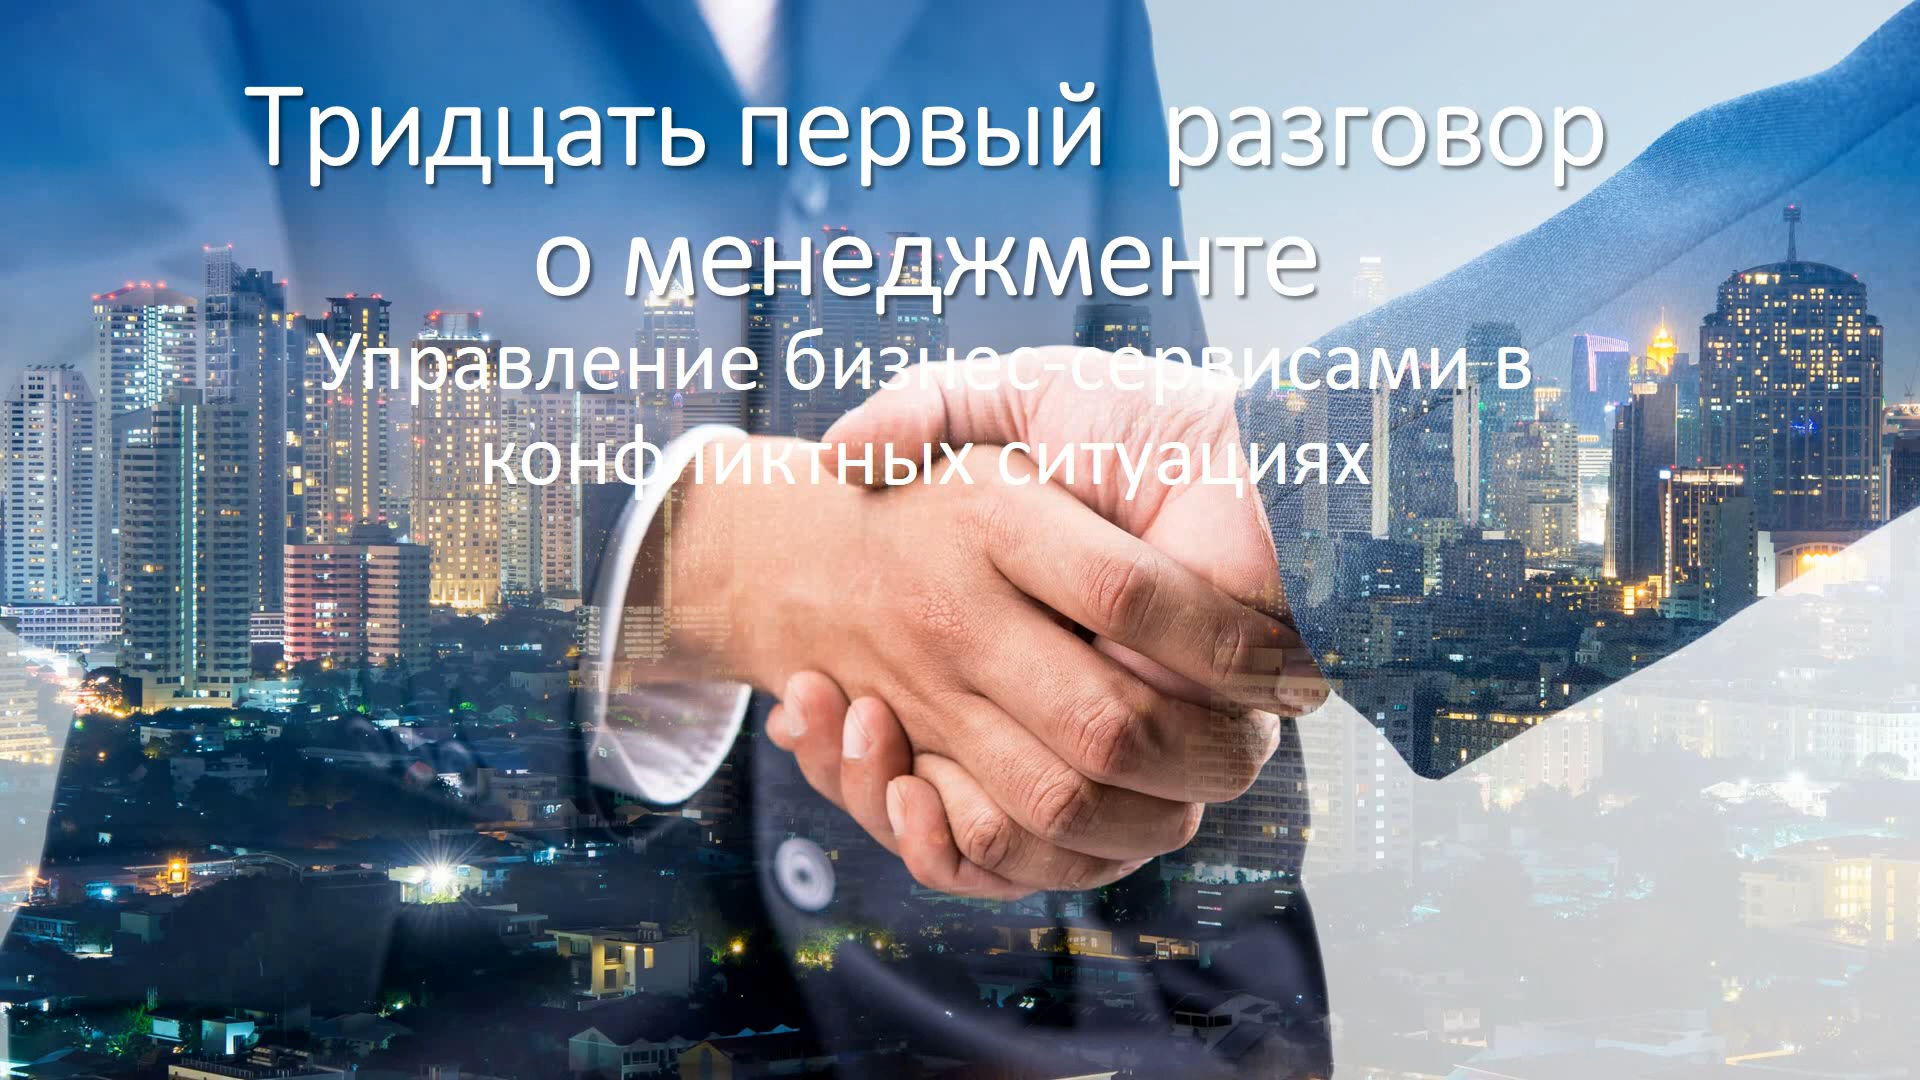 Тридцать первый разговор
о менеджменте
Управление бизнес-сервисами в
конфликтных ситуациях